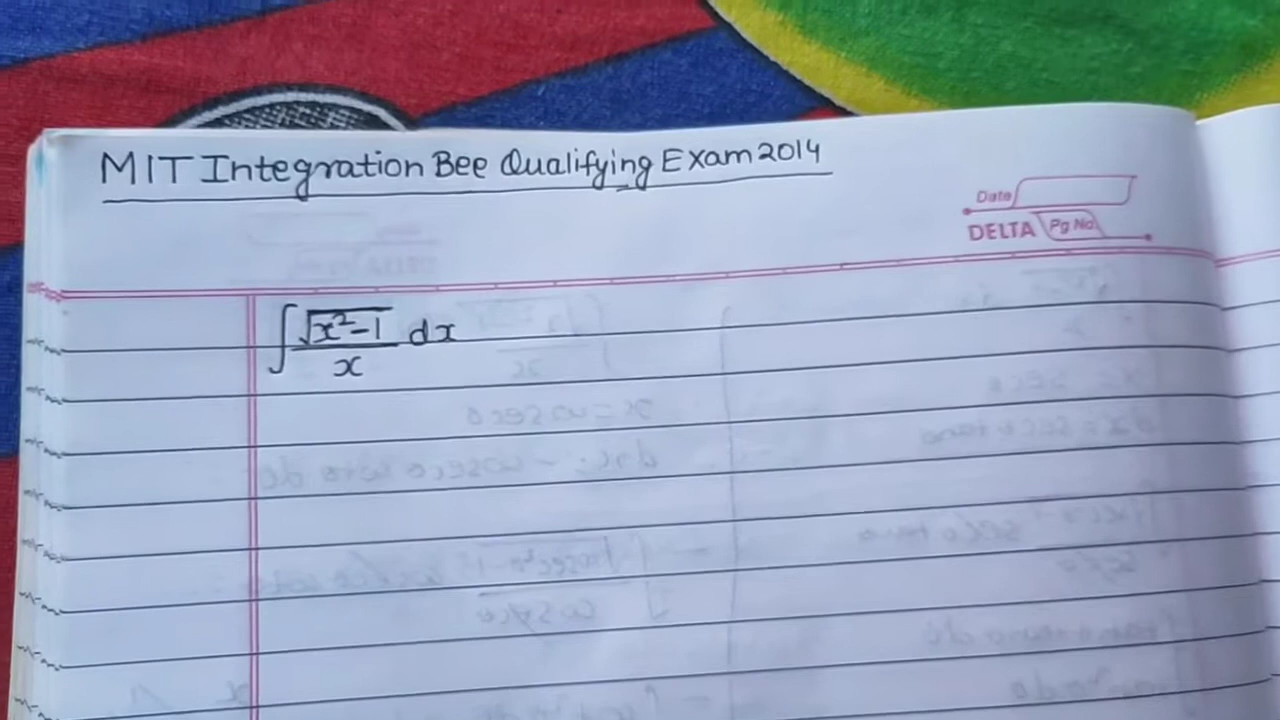 MIT Integration Bee Qualifying Exam 2014
Date
DELTA Pg No.
∫ √(x²-1)/x dx